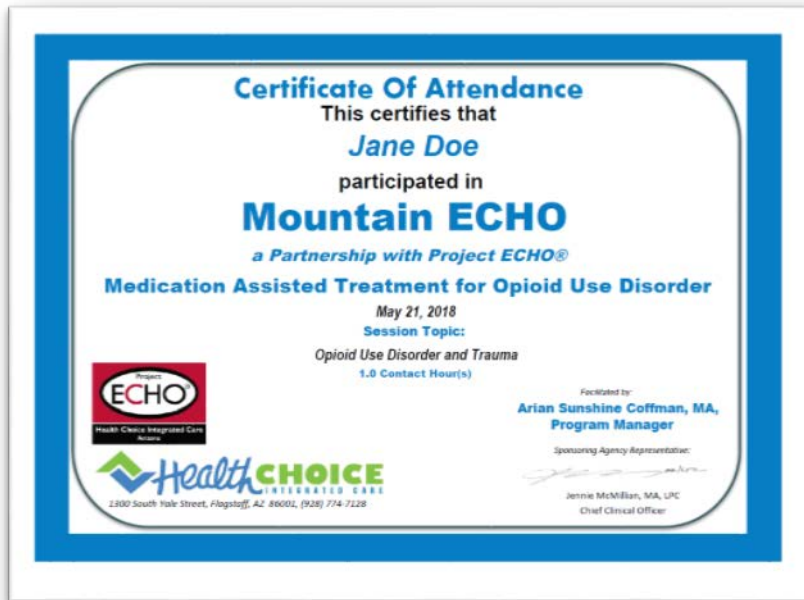 Certificate Of Attendance
This certifies that
Jane Doe
participated in
Mountain ECHO
a Partnership with Project ECHO®
Medication Assisted Treatment for Opioid Use Disorder
May 21, 2018
Session Topic:
Opioid Use Disorder and Trauma
1.0 Contact Hour(s)
Project
ECHO
Health Choice Integrated Care
Arizona
Health CHOICE
INTEGRATED CARE
1300 South Yale Street, Flagstaff, AZ 86001, (928) 774-7128
Facilitated by:
Arian Sunshine Coffman, MA,
Program Manager
Sponsoring Agency Representative:
Jennie McMillian, MA, LPC
Chief Clinical Officer